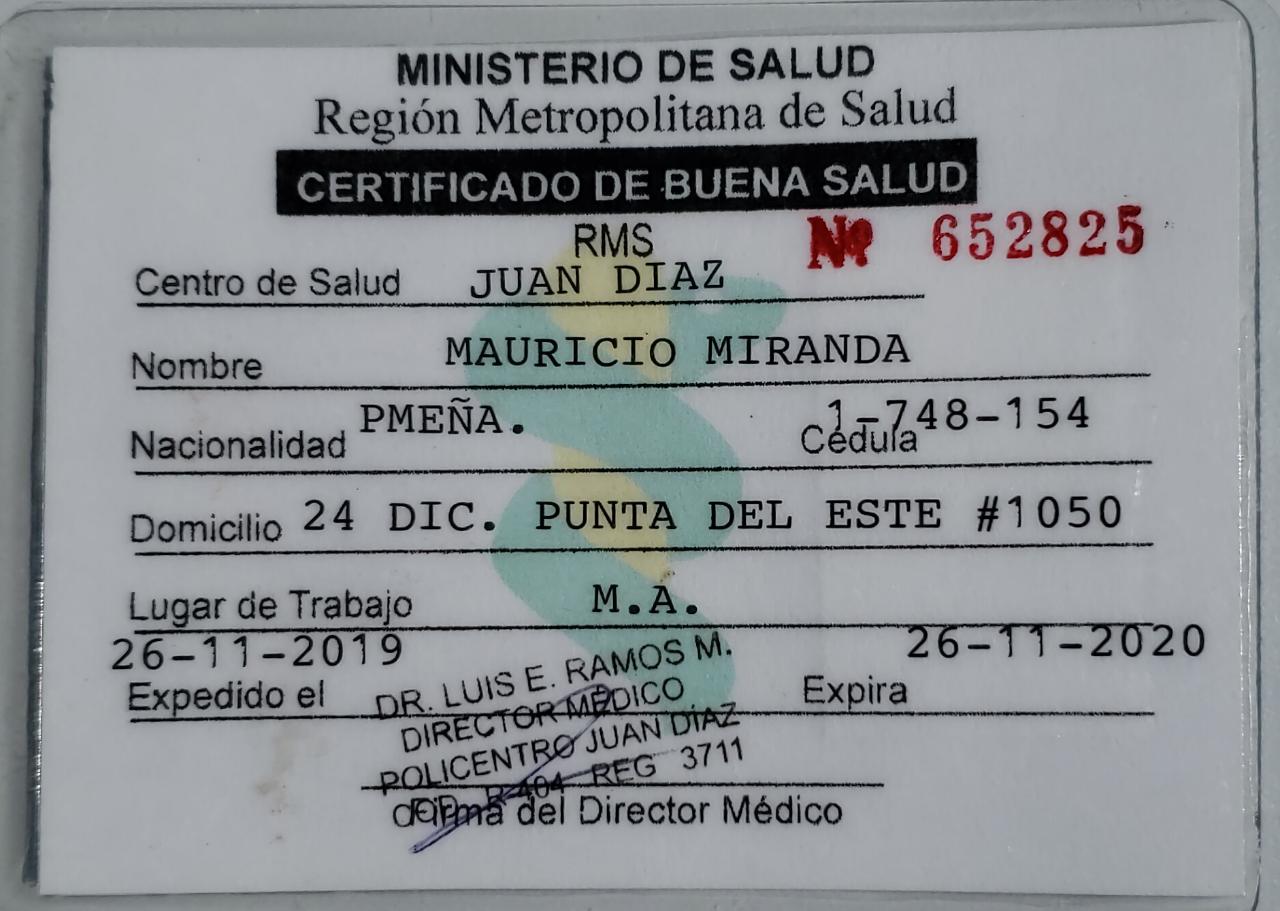 MINISTERIO DE SALUD
Región Metropolitana de Salud
CERTIFICADO DE BUENA SALUD
RMS Nº 652825
Centro de Salud JUAN DIAZ
Nombre MAURICIO MIRANDA
Nacionalidad PMEÑA. Cédula 1-748-154
Domicilio 24 DIC. PUNTA DEL ESTE #1050
Lugar de Trabajo M.A.
26-11-2019 26-11-2020
Expedido el Expira
DR. LUIS E. RAMOS M.
DIRECTOR MÉDICO
POLICENTRO JUAN DÍAZ
COD R-404 REG 3711
Firma del Director Médico